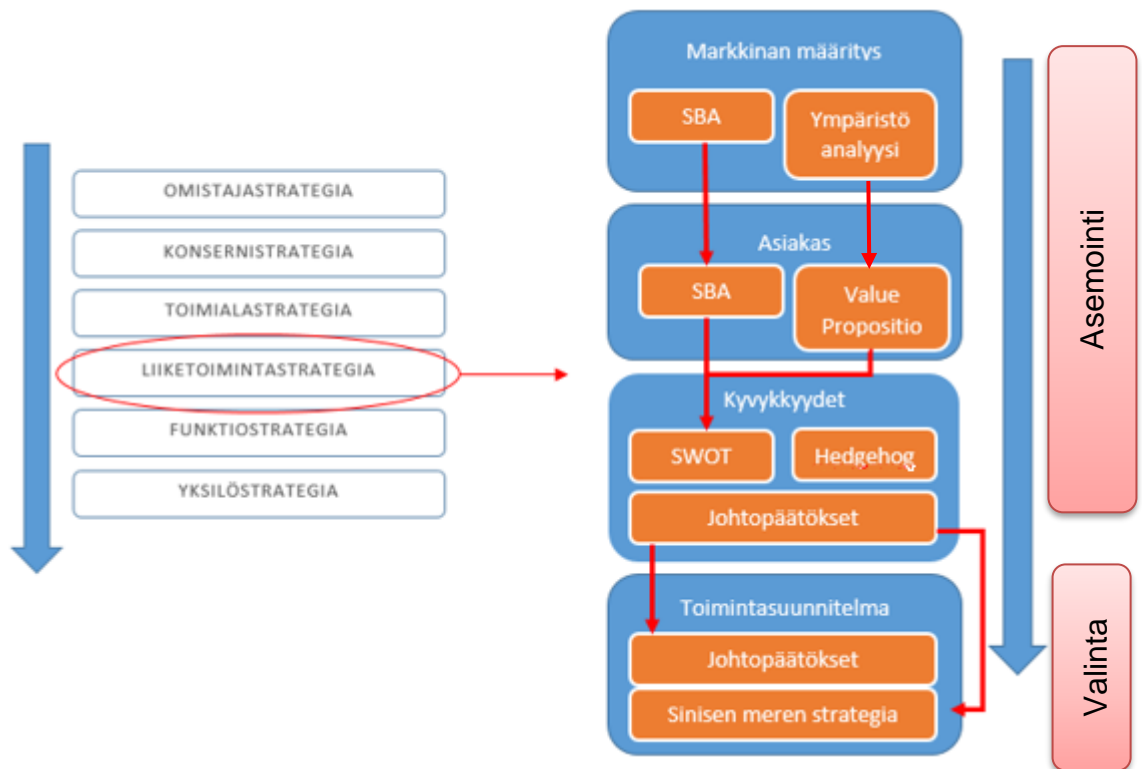 OMISTAJASTRATEGIA
KONSERNISTRATEGIA
TOIMIALASTRATEGIA
LIIKETOIMINTASTRATEGIA
FUNKTIOSTRATEGIA
YKSILÖSTRATEGIA
Markkinan määritys
SBA
Ympäristö
analyysi
Asiakas
SBA
Value
Propositio
Kyvykkyydet
SWOT
Hedgehog
Johtopäätökset
Toimintasuunnitelma
Johtopäätökset
Sinisen meren strategia
Asemointi
Valinta